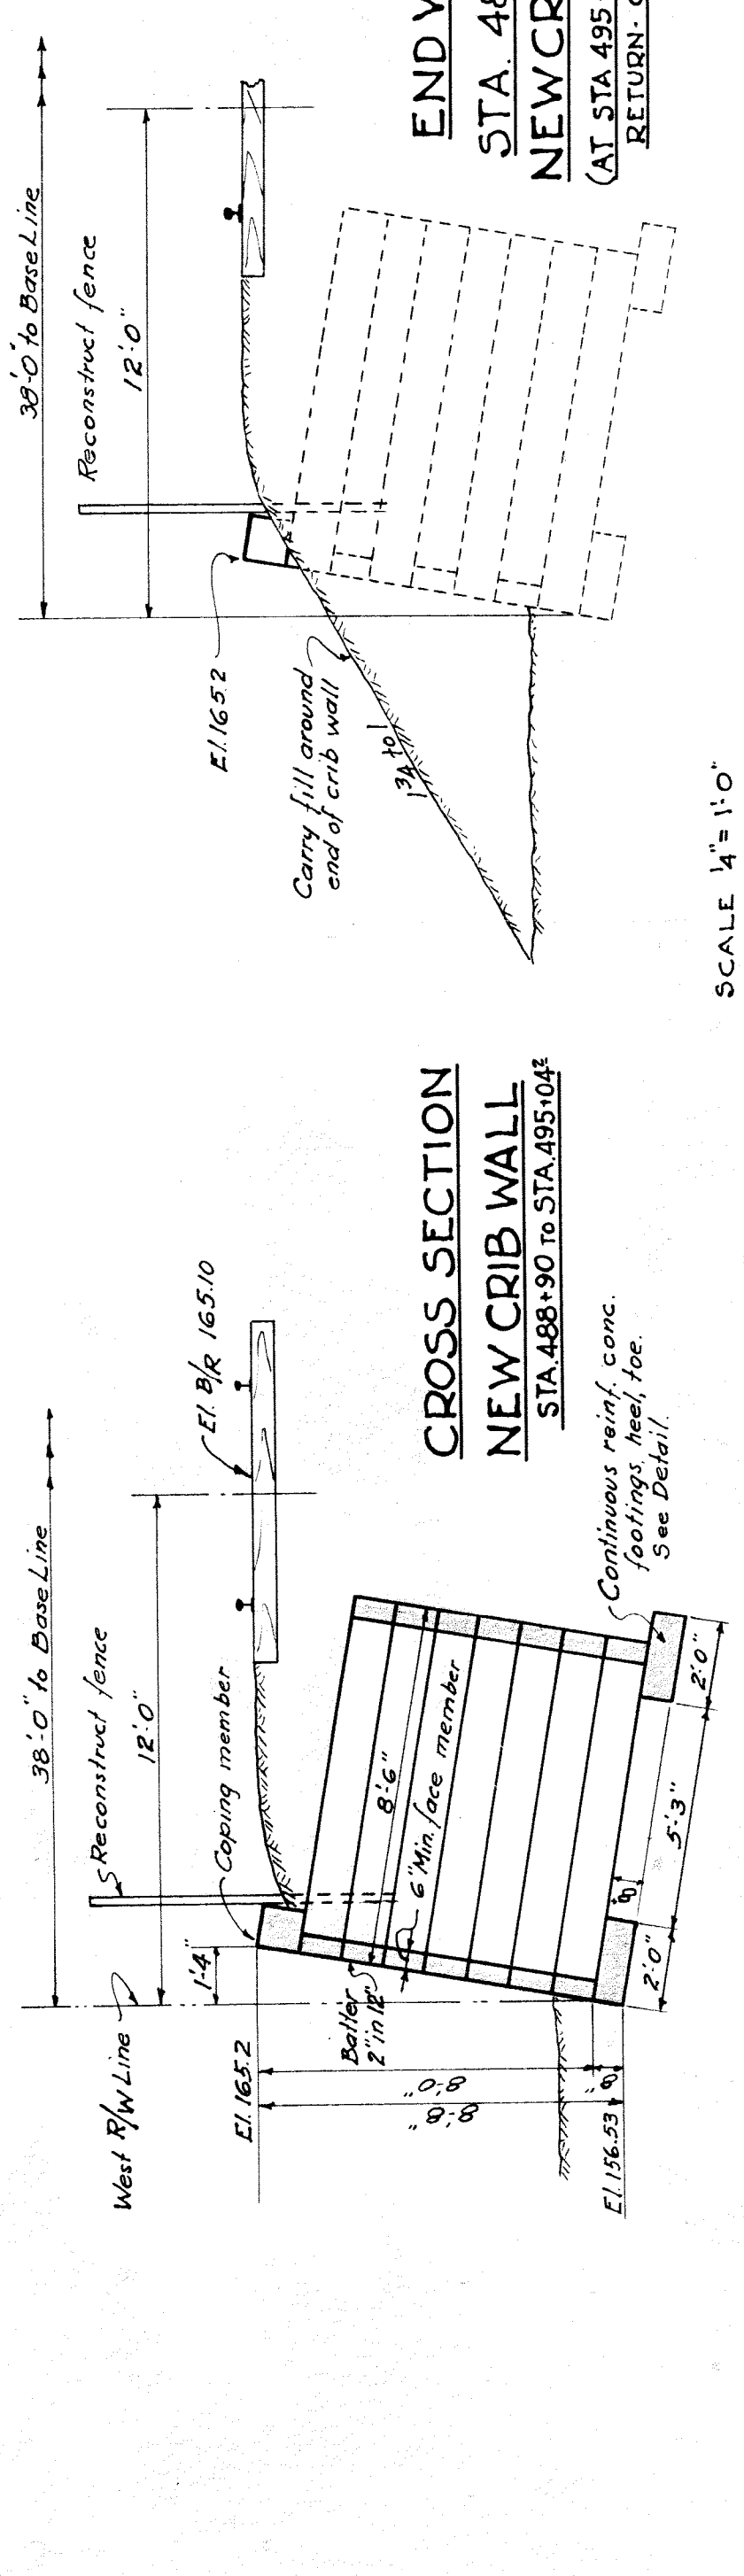 38'-0" to Base Line
Reconstruct fence
12'-0"
West R/W Line
1'-4"
Coping member
El. B/R 165.10
El. 165.2
Batter
2" in 12"
8'-6"
6" Min. face member
8'-0"
8'-8"
8"
El. 156.53
8"
2'-0"
5'-3"
2'-0"
Continuous reinf. conc.
footings, heel, toe.
See Detail.
CROSS SECTION
NEW CRIB WALL
STA. 488+90 TO STA. 495+04²
38'-0" to Base Line
Reconstruct fence
12'-0"
El. 165.2
Carry fill around
end of crib wall
1 3/4 to 1
END
STA. 48
NEW CR
(AT STA 495
RETURN.
SCALE 1/4" = 1'-0"